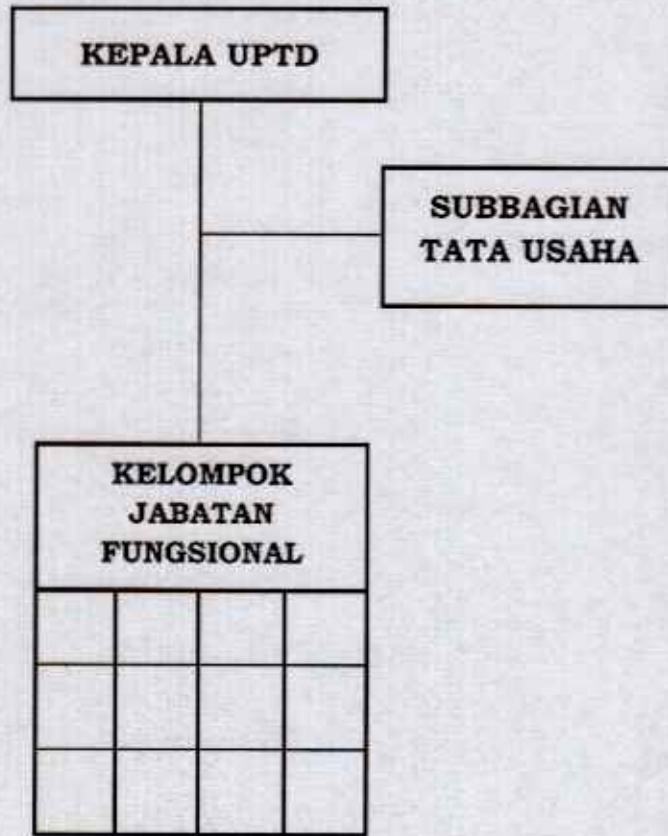 KEPALA UPTD
SUBBAGIAN
TATA USAHA
KELOMPOK
JABATAN
FUNGSIONAL